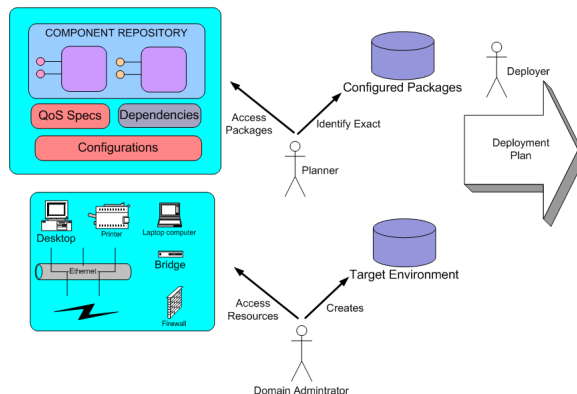 COMPONENT REPOSITORY
QoS Specs
Dependencies
Configurations
Access
Packages
Identify Exact
Planner
Configured Packages
Deployer
Deployment
Plan
Desktop
Printer
Laptop computer
Ethernet
Bridge
Firewall
Access
Resources
Creates
Target Environment
Domain Admintrator